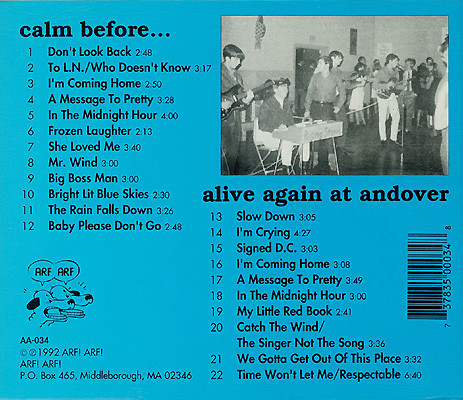 calm before...
1 Don't Look Back 2:48
2 To L.N./Who Doesn't Know 3:17
3 I'm Coming Home 2:50
4 A Message To Pretty 3:28
5 In The Midnight Hour 4:00
6 Frozen Laughter 2:13
7 She Loved Me 3:40
8 Mr. Wind 3:00
9 Big Boss Man 3:00
10 Bright Lit Blue Skies 2:30
11 The Rain Falls Down 3:26
12 Baby Please Don't Go 2:48
alive again at andover
13 Slow Down 3:05
14 I'm Crying 4:27
15 Signed D.C. 3:03
16 I'm Coming Home 3:08
17 A Message To Pretty 3:49
18 In The Midnight Hour 3:00
19 My Little Red Book 2:41
20 Catch The Wind/
The Singer Not The Song 3:36
21 We Gotta Get Out Of This Place 3:32
22 Time Won't Let Me/Respectable 6:40
ARF ARF
AA-034
© ℗ 1992 ARF! ARF!
ARF! ARF!
P.O. Box 465, Middleborough, MA 02346
7 37835 00034 8